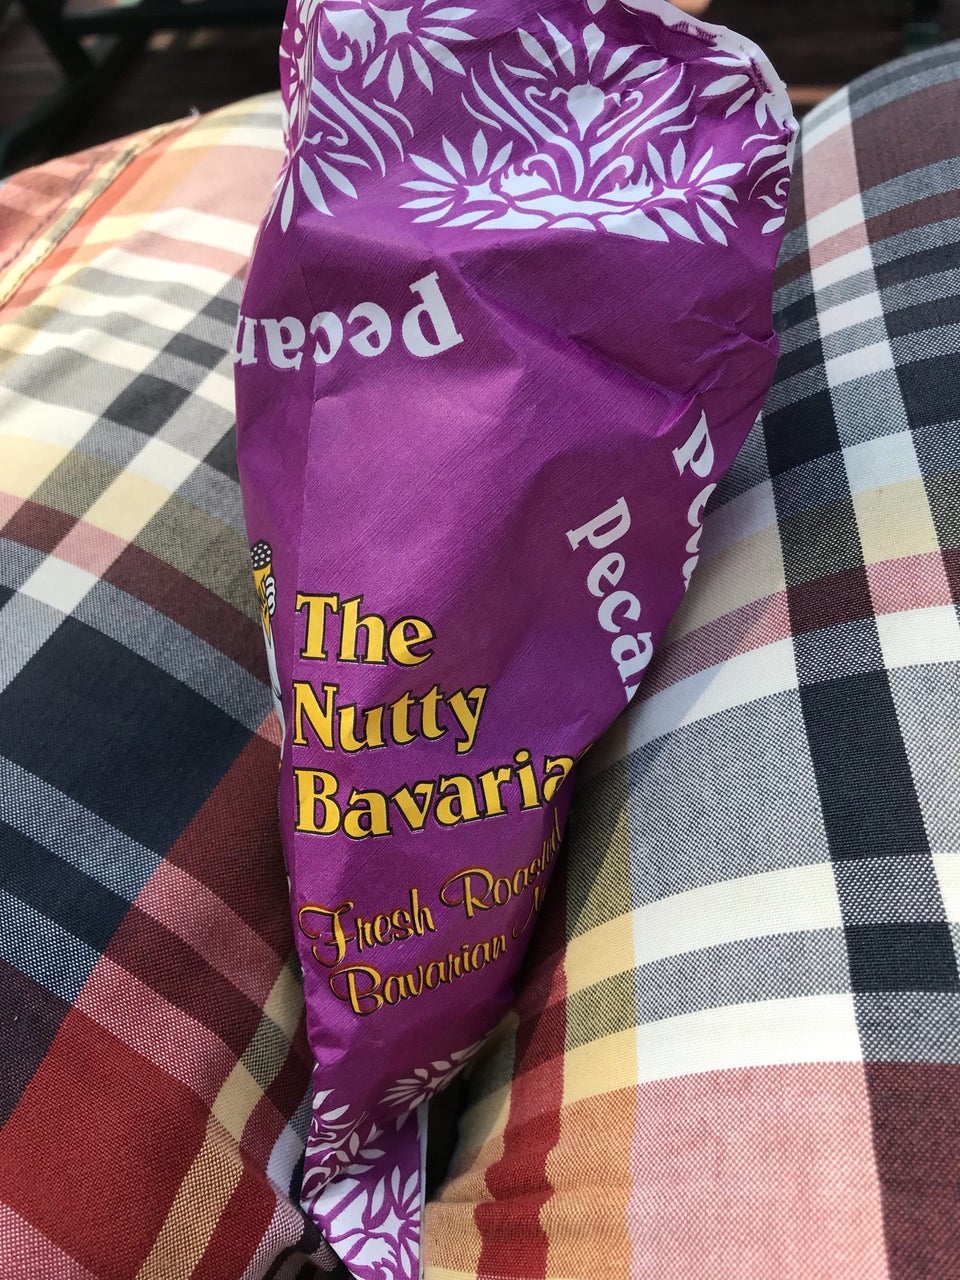 Pecan
Pecan
The
Nutty
Bavaria
Fresh Roasted
Bavarian